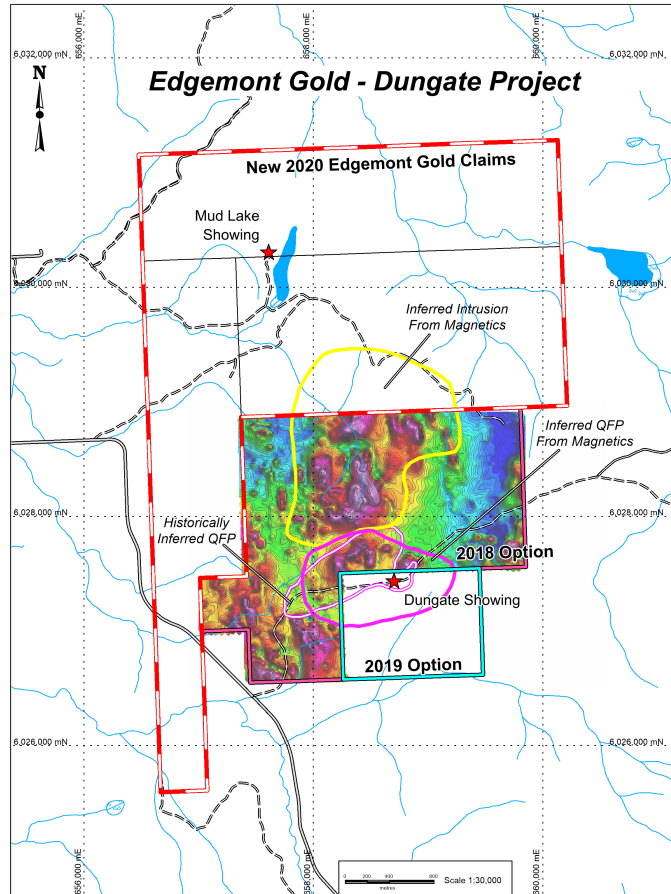 656,000 mE
658,000 mE
660,000 mE
6,032,000 mN
6,032,000 mN
N
Edgemont Gold - Dungate Project
New 2020 Edgemont Gold Claims
Mud Lake
Showing
6,030,000 mN
6,030,000 mN
Inferred Intrusion
From Magnetics
Inferred QFP
From Magnetics
6,028,000 mN
6,028,000 mN
Historically
Inferred QFP
2018 Option
Dungate Showing
2019 Option
6,026,000 mN
6,026,000 mN
656,000 mE
658,000 mE
660,000 mE
0 200 400 800
metres
Scale 1:30,000